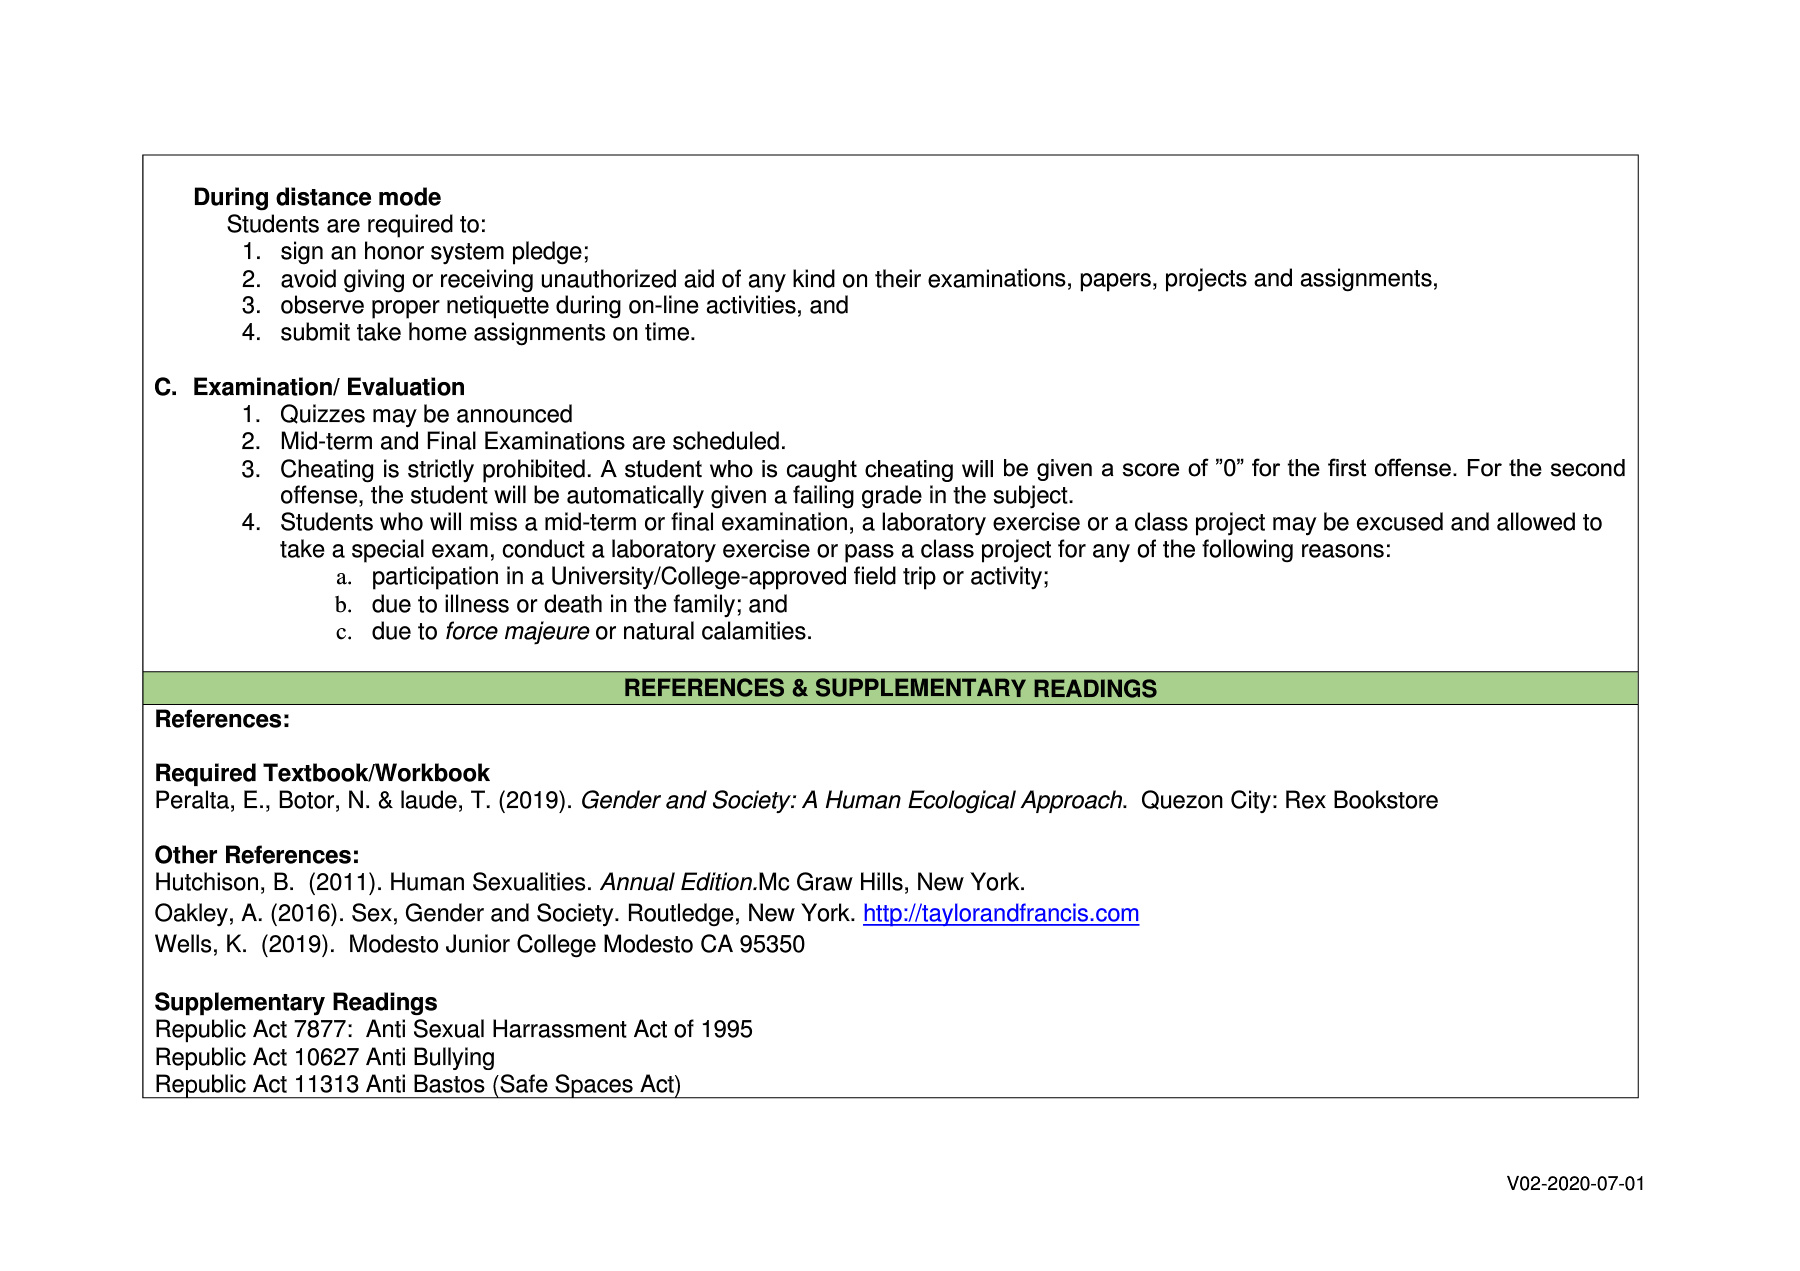 During distance mode
Students are required to:
1. sign an honor system pledge;
2. avoid giving or receiving unauthorized aid of any kind on their examinations, papers, projects and assignments,
3. observe proper netiquette during on-line activities, and
4. submit take home assignments on time.
C. Examination/ Evaluation
1. Quizzes may be announced
2. Mid-term and Final Examinations are scheduled.
3. Cheating is strictly prohibited. A student who is caught cheating will be given a score of ”0” for the first offense. For the second
offense, the student will be automatically given a failing grade in the subject.
4. Students who will miss a mid-term or final examination, a laboratory exercise or a class project may be excused and allowed to
take a special exam, conduct a laboratory exercise or pass a class project for any of the following reasons:
a. participation in a University/College-approved field trip or activity;
b. due to illness or death in the family; and
c. due to force majeure or natural calamities.
REFERENCES & SUPPLEMENTARY READINGS
References:
Required Textbook/Workbook
Peralta, E., Botor, N. & laude, T. (2019). Gender and Society: A Human Ecological Approach. Quezon City: Rex Bookstore
Other References:
Hutchison, B. (2011). Human Sexualities. Annual Edition.Mc Graw Hills, New York.
Oakley, A. (2016). Sex, Gender and Society. Routledge, New York. http://taylorandfrancis.com
Wells, K. (2019). Modesto Junior College Modesto CA 95350
Supplementary Readings
Republic Act 7877: Anti Sexual Harrassment Act of 1995
Republic Act 10627 Anti Bullying
Republic Act 11313 Anti Bastos (Safe Spaces Act)
V02-2020-07-01